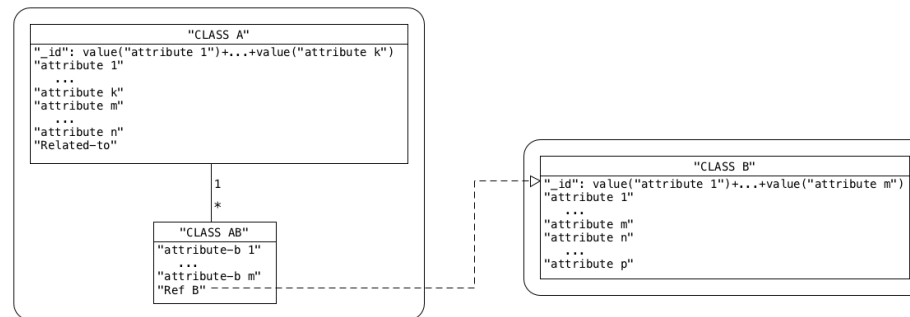 "CLASS A"
"_id": value("attribute 1")+...+value("attribute k")
"attribute 1"
...
"attribute k"
"attribute m"
...
"attribute n"
"Related-to"
1
*
"CLASS AB"
"attribute-b 1"
...
"attribute-b m"
"Ref B"
"CLASS B"
"_id": value("attribute 1")+...+value("attribute m")
"attribute 1"
...
"attribute m"
"attribute n"
...
"attribute p"